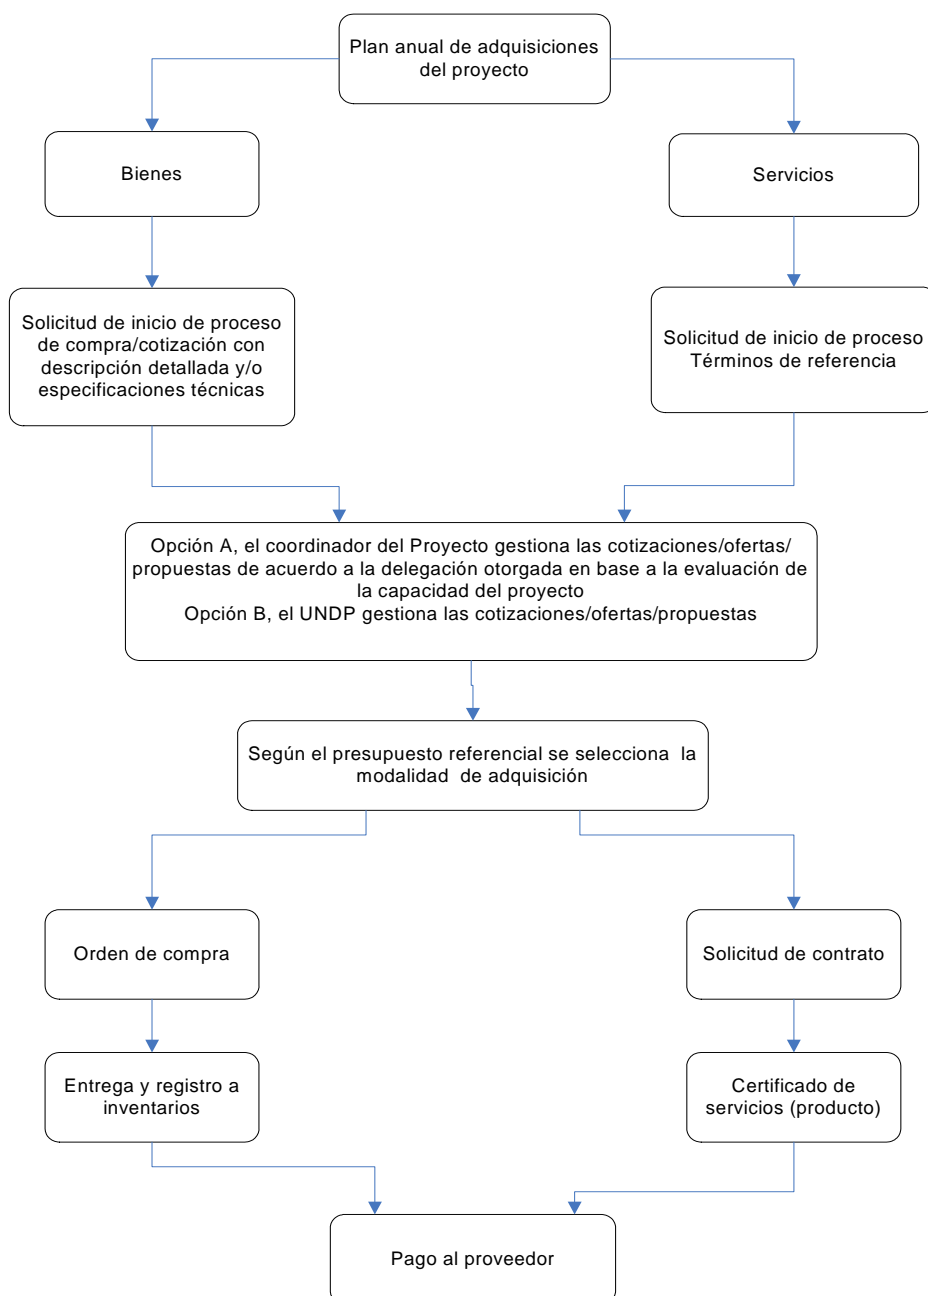 Plan anual de adquisiciones
del proyecto
Bienes
Servicios
Solicitud de inicio de proceso
de compra/cotización con
descripción detallada y/o
especificaciones técnicas
Solicitud de inicio de proceso
Términos de referencia
Opción A, el coordinador del Proyecto gestiona las cotizaciones/ofertas/
propuestas de acuerdo a la delegación otorgada en base a la evaluación de
la capacidad del proyecto
Opción B, el UNDP gestiona las cotizaciones/ofertas/propuestas
Según el presupuesto referencial se selecciona la
modalidad de adquisición
Orden de compra
Solicitud de contrato
Entrega y registro a
inventarios
Certificado de
servicios (producto)
Pago al proveedor